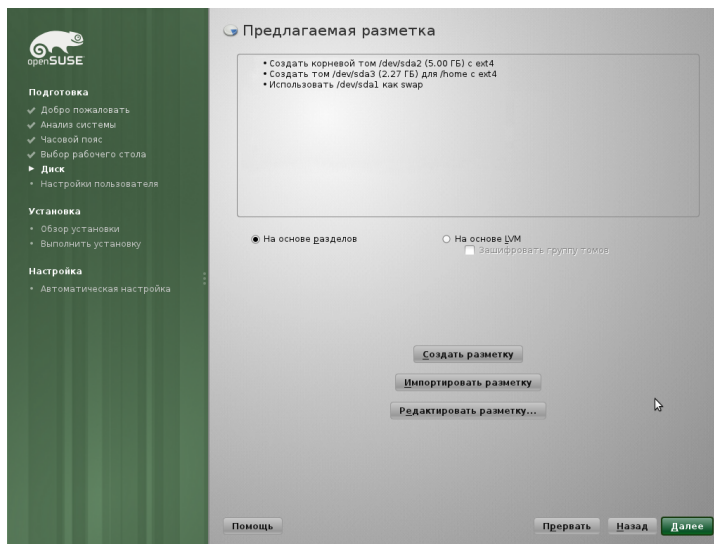 openSUSE
Подготовка
Добро пожаловать
Анализ системы
Часовой пояс
Выбор рабочего стола
Диск
Настройки пользователя
Установка
Обзор установки
Выполнить установку
Настройка
Автоматическая настройка
Предлагаемая разметка
• Создать корневой том /dev/sda2 (5.00 ГБ) с ext4
• Создать том /dev/sda3 (2.27 ГБ) для /home с ext4
• Использовать /dev/sda1 как swap
На основе разделов
На основе LVM
Зашифровать группу томов
Создать разметку
Импортировать разметку
Редактировать разметку...
Помощь
Прервать
Назад
Далее